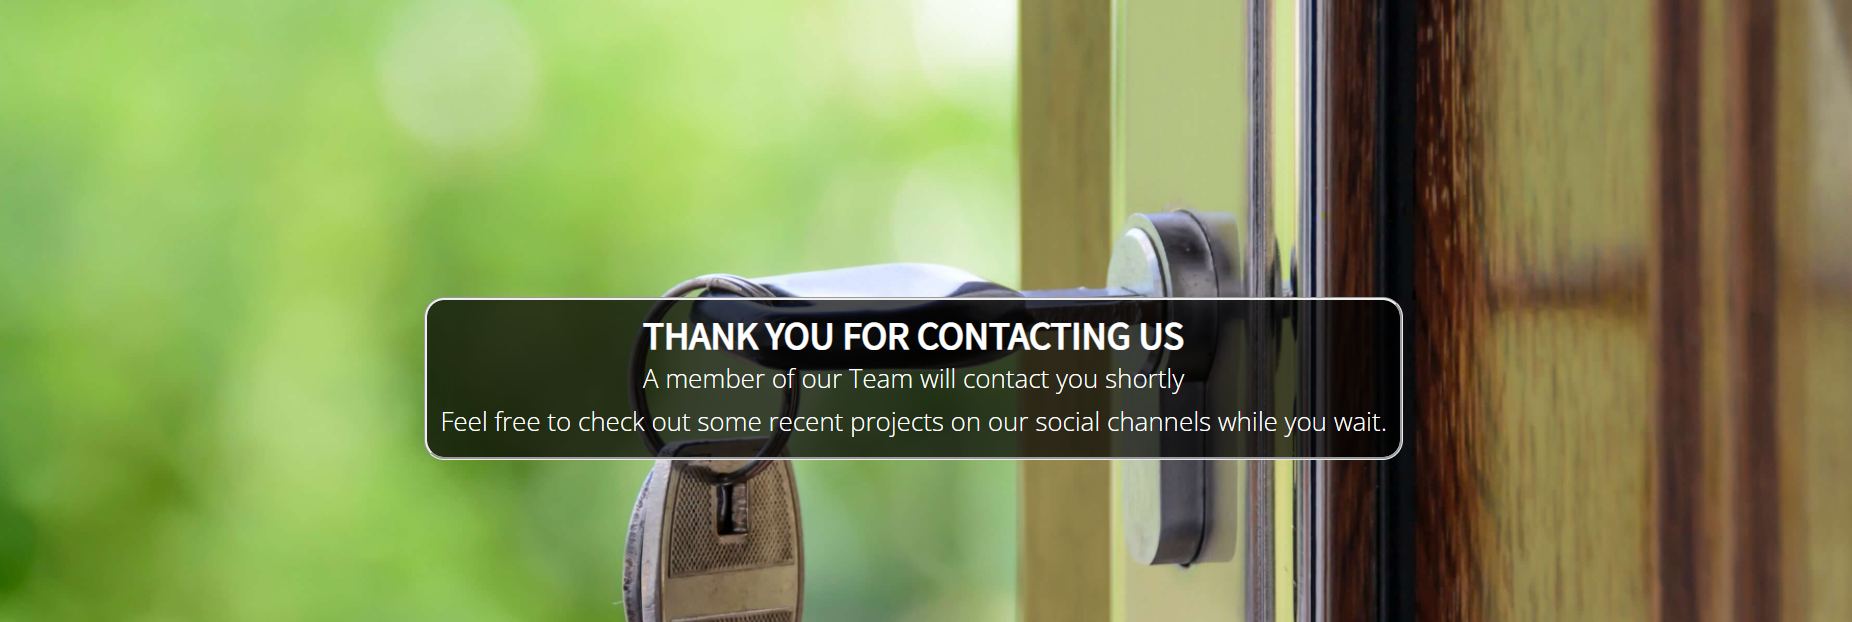 THANK YOU FOR CONTACTING US
A member of our Team will contact you shortly
Feel free to check out some recent projects on our social channels while you wait.